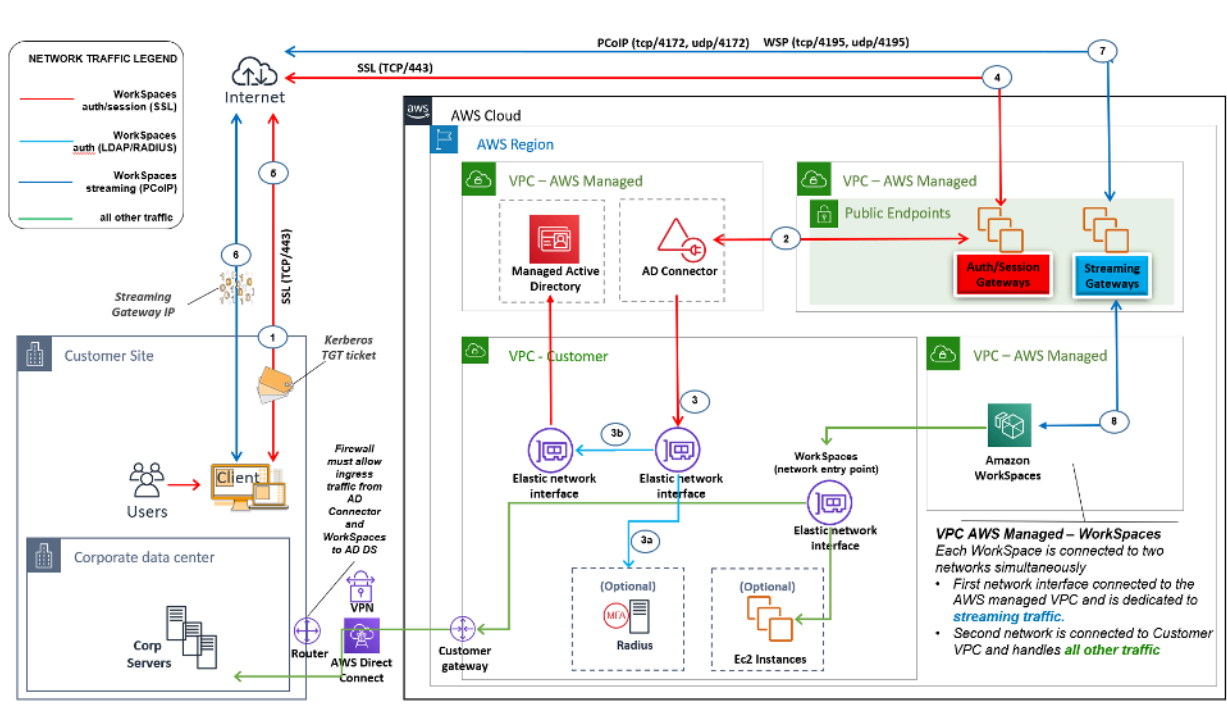 PCoIP (tcp/4172, udp/4172)    WSP (tcp/4195, udp/4195)
7
NETWORK TRAFFIC LEGEND
WorkSpaces
auth/session (SSL)
WorkSpaces
auth (LDAP/RADIUS)
WorkSpaces
streaming (PCoIP)
all other traffic
Internet
SSL (TCP/443)
4
aws
AWS Cloud
AWS Region
VPC – AWS Managed
Managed Active
Directory
AD Connector
2
VPC – AWS Managed
Public Endpoints
Auth/Session
Gateways
Streaming
Gateways
5
6
SSL (TCP/443)
Streaming
Gateway IP
1
Kerberos
TGT ticket
Customer Site
Users
Client
Firewall
must allow
ingress
traffic from
AD
Connector
and
WorkSpaces
to AD DS
Corporate data center
Corp
Servers
Router
VPN
AWS Direct
Connect
Customer
gateway
VPC - Customer
3
3b
Elastic network
interface
Elastic network
interface
3a
WorkSpaces
(network entry point)
Elastic network
interface
(Optional)
MFA
Radius
(Optional)
Ec2 Instances
VPC – AWS Managed
8
Amazon
WorkSpaces
VPC AWS Managed – WorkSpaces
Each WorkSpace is connected to two
networks simultaneously
• First network interface connected to the
AWS managed VPC and is dedicated to
streaming traffic.
• Second network is connected to Customer
VPC and handles all other traffic